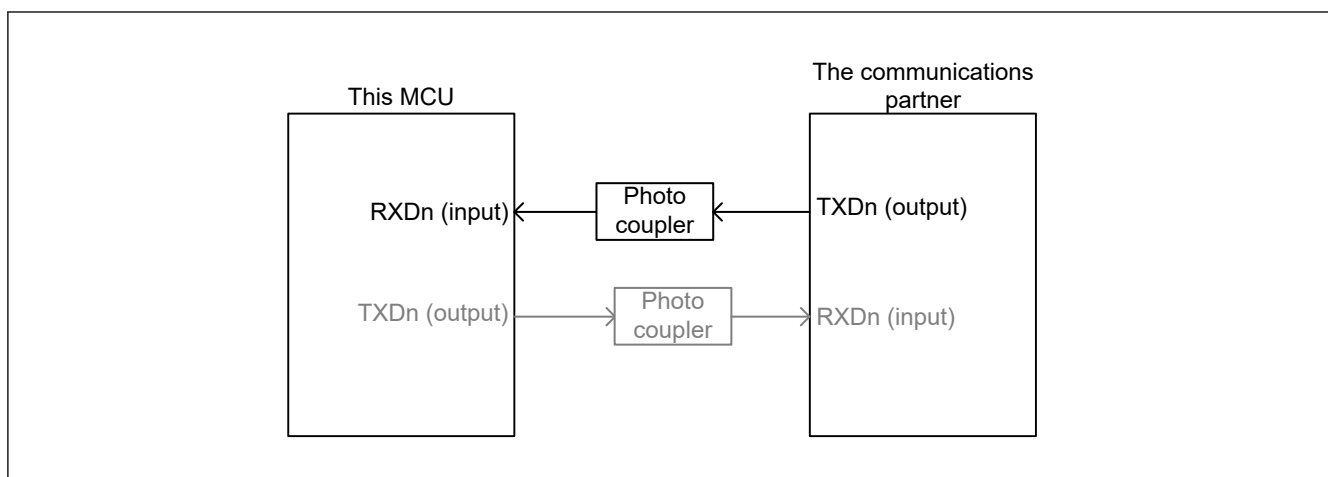 This MCU
The communications
partner
RXDn (input)
Photo
coupler
TXDn (output)
TXDn (output)
Photo
coupler
RXDn (input)